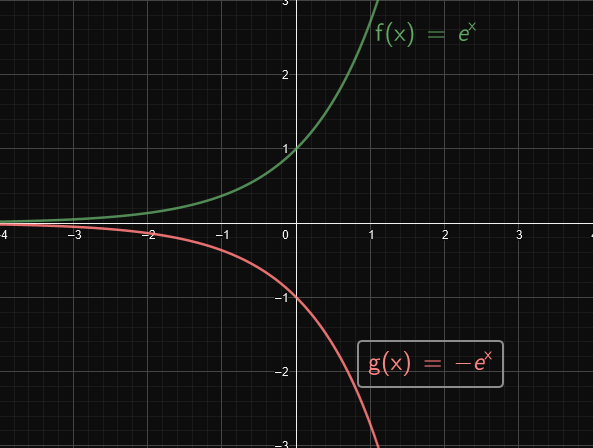 3
f(x) = eˣ
2
1
-4 -3 -2 -1 0 1 2 3 4
-1
g(x) = −eˣ
-2
-3